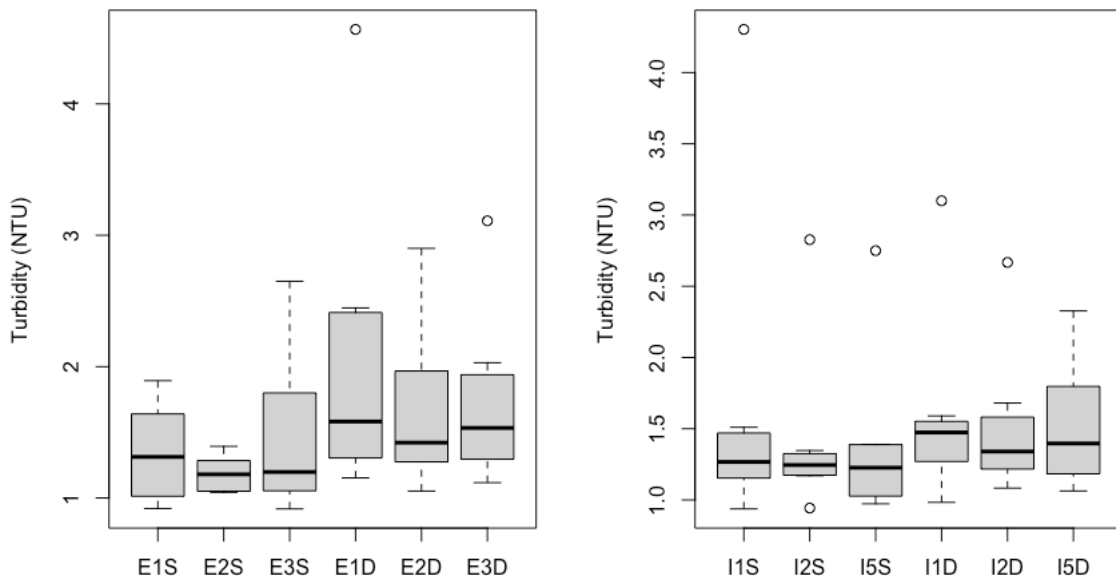 Turbidity (NTU)
4
3
2
1
E1S E2S E3S E1D E2D E3D
Turbidity (NTU)
4.0
3.5
3.0
2.5
2.0
1.5
1.0
I1S I2S I5S I1D I2D I5D